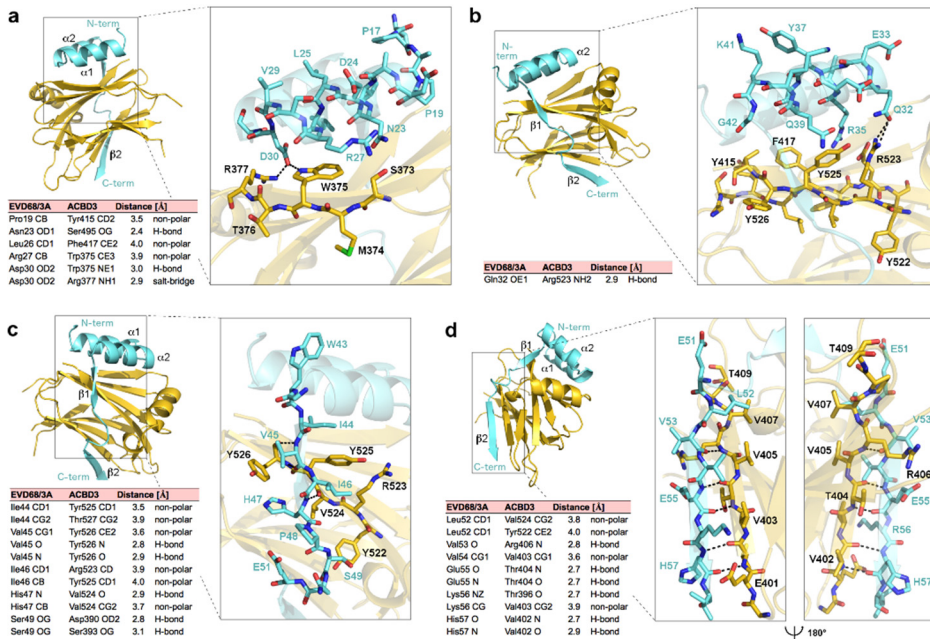 a
N-term
α2
α1
β2
C-term
P17
L25
D24
V29
P19
N23
D30
R27
R377
S373
W375
T376
M374
EVD68/3A ACBD3 Distance [Å]
Pro19 CB Tyr415 CD2 3.5 non-polar
Asn23 OD1 Ser495 OG 2.4 H-bond
Leu26 CD1 Phe417 CE2 4.0 non-polar
Arg27 CB Trp375 CE3 3.9 non-polar
Asp30 OD2 Trp375 NE1 3.0 H-bond
Asp30 OD2 Arg377 NH1 2.9 salt-bridge
b
N-term
α2
β1
β2
C-term
Y37
E33
K41
Q32
G42
Q39
R35
F417
R523
Y415
Y525
Y526
Y522
EVD68/3A ACBD3 Distance [Å]
Gln32 OE1 Arg523 NH2 2.9 H-bond
c
N-term
α1
α2
β1
C-term
β2
W43
I44
V45
Y526
Y525
I46
R523
H47
V524
P48
Y522
E51
S49
EVD68/3A ACBD3 Distance [Å]
Ile44 CD1 Tyr525 CD1 3.5 non-polar
Ile44 CG2 Thr527 CG2 3.9 non-polar
Val45 CG1 Tyr526 CE2 3.6 non-polar
Val45 O Tyr526 N 2.8 H-bond
Val45 N Tyr526 O 2.9 H-bond
Ile46 CD1 Arg523 CD 3.9 non-polar
Ile46 CB Tyr525 CD1 4.0 non-polar
His47 N Val524 O 2.9 H-bond
His47 CB Val524 CG2 3.7 non-polar
Ser49 OG Asp390 OD2 2.8 H-bond
Ser49 OG Ser393 OG 3.1 H-bond
d
N-term
β1
α2
α1
β2
C-term
E51
T409
L52
V407
V53
V405
E55
V403
H57
E401
T409
E51
V407
V53
V405
R406
T404
E55
R56
V402
H57
180°
EVD68/3A ACBD3 Distance [Å]
Leu52 CD1 Val524 CG2 3.8 non-polar
Leu52 CD1 Tyr522 CE2 4.0 non-polar
Val53 O Arg406 N 2.8 H-bond
Val54 CG1 Val403 CG1 3.6 non-polar
Glu55 O Thr404 N 2.7 H-bond
Glu55 N Thr404 O 2.7 H-bond
Lys56 NZ Thr396 O 2.7 H-bond
Lys56 CG Val403 CG2 3.9 non-polar
His57 O Val402 N 2.7 H-bond
His57 N Val402 O 2.9 H-bond